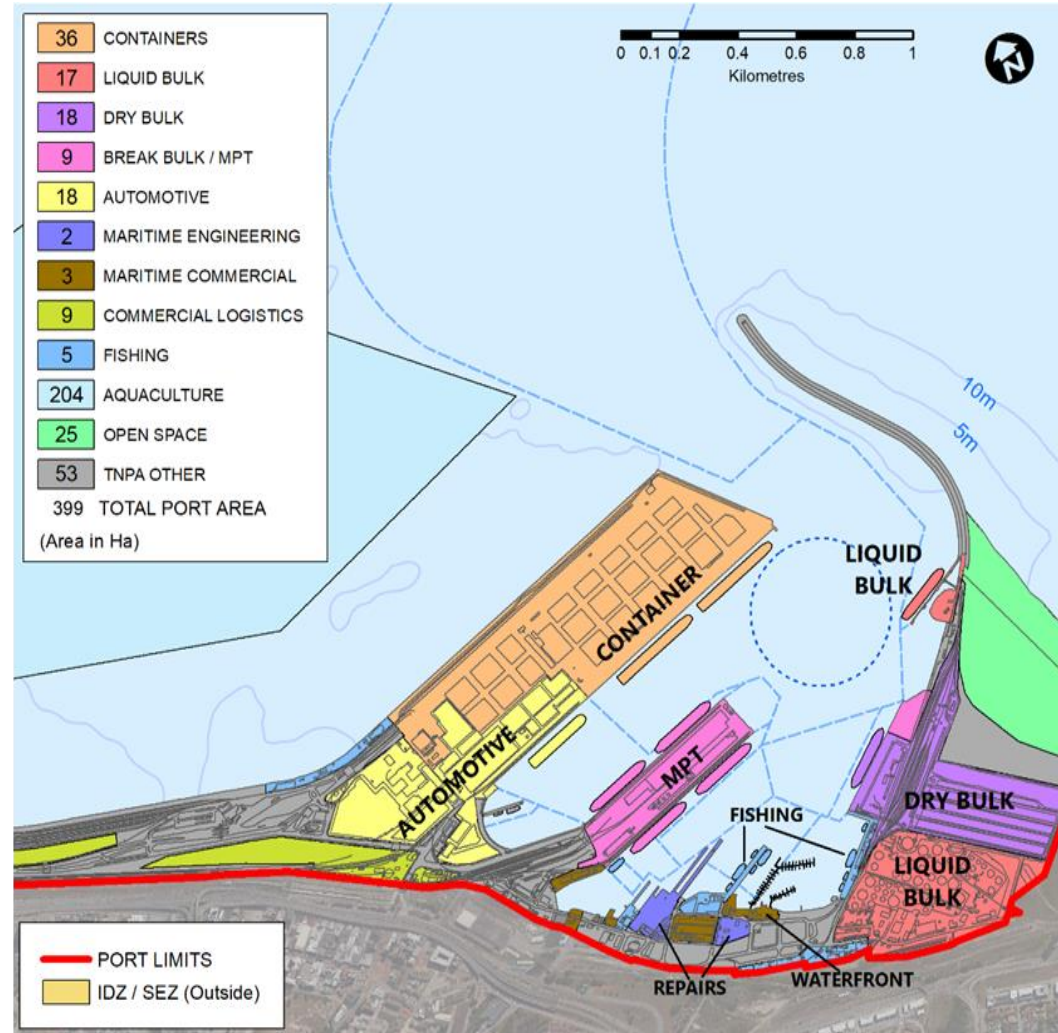 36 CONTAINERS
17 LIQUID BULK
18 DRY BULK
9 BREAK BULK / MPT
18 AUTOMOTIVE
2 MARITIME ENGINEERING
3 MARITIME COMMERCIAL
9 COMMERCIAL LOGISTICS
5 FISHING
204 AQUACULTURE
25 OPEN SPACE
53 TNPA OTHER
399 TOTAL PORT AREA
(Area in Ha)
0 0.1 0.2 0.4 0.6 0.8 1
Kilometres
N
10m
5m
LIQUID
BULK
CONTAINER
AUTOMOTIVE
MPT
DRY BULK
FISHING
LIQUID
BULK
WATERFRONT
REPAIRS
PORT LIMITS
IDZ / SEZ (Outside)